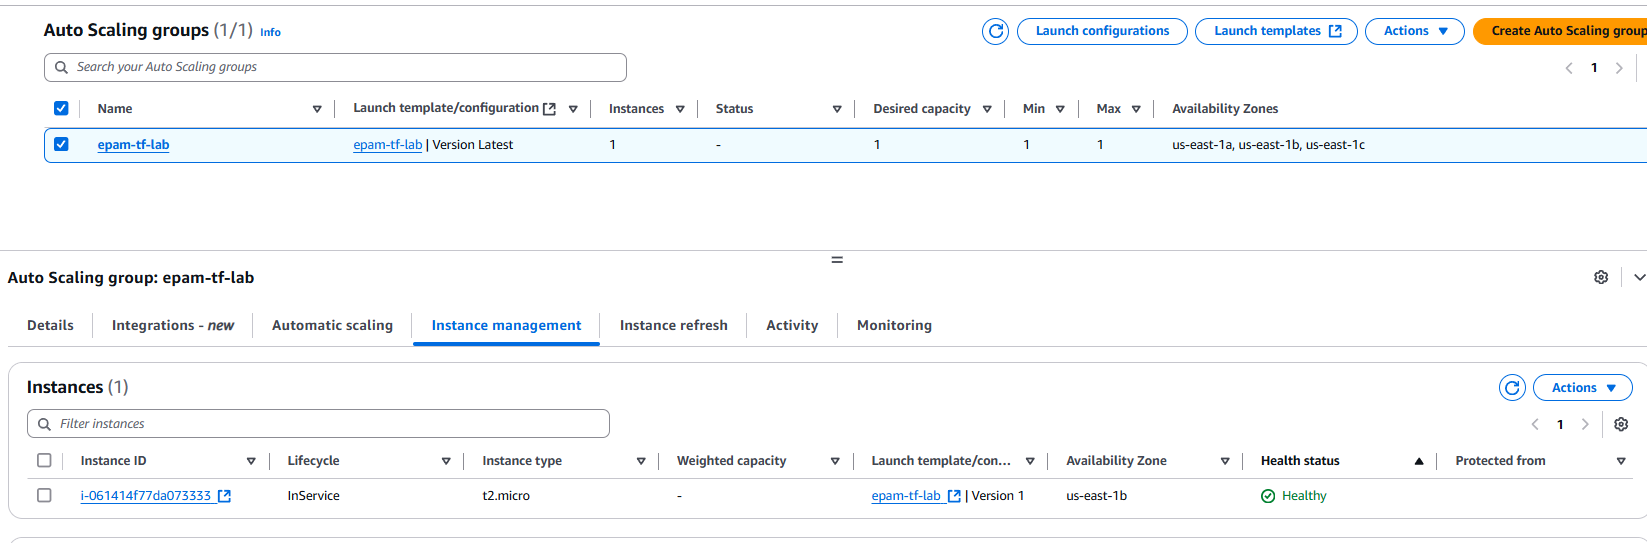 Auto Scaling groups (1/1) Info
Launch configurations Launch templates Actions Create Auto Scaling group
Search your Auto Scaling groups
1
Name Launch template/configuration Instances Status Desired capacity Min Max Availability Zones
epam-tf-lab epam-tf-lab | Version Latest 1 - 1 1 1 us-east-1a, us-east-1b, us-east-1c
Auto Scaling group: epam-tf-lab
Details Integrations - new Automatic scaling Instance management Instance refresh Activity Monitoring
Instances (1)
Actions
Filter instances
1
Instance ID Lifecycle Instance type Weighted capacity Launch template/con... Availability Zone Health status Protected from
i-061414f77da073333 InService t2.micro - epam-tf-lab | Version 1 us-east-1b Healthy